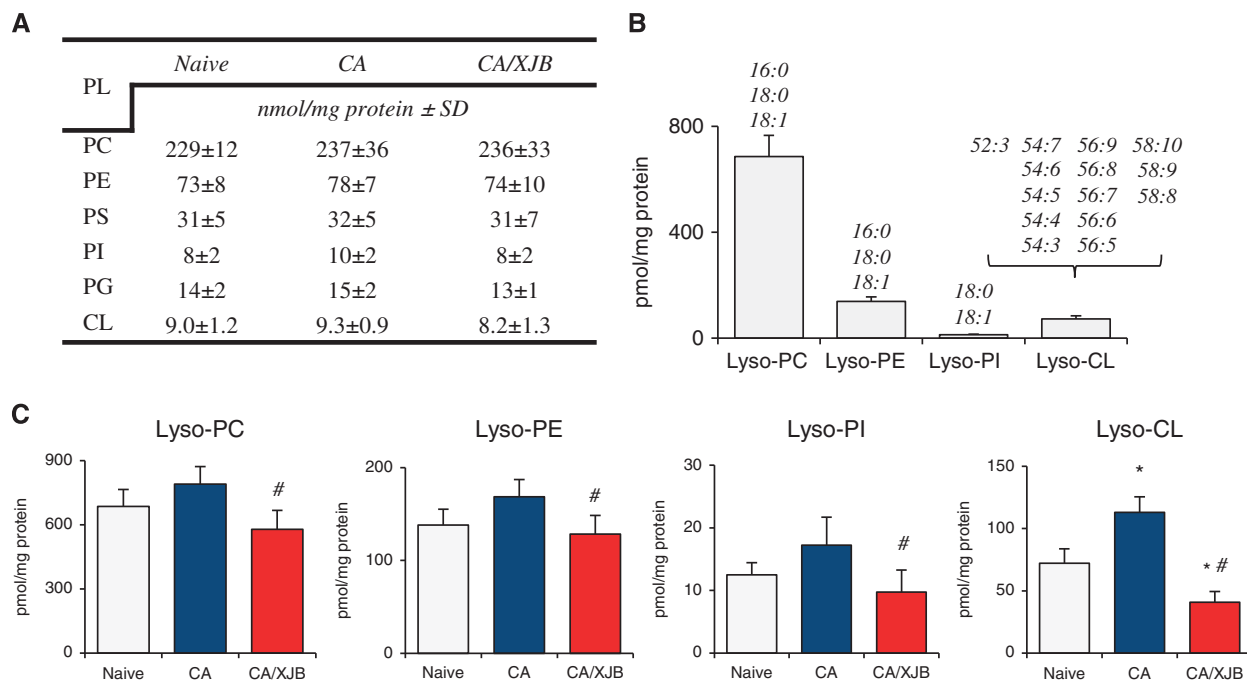 A
PL Naive CA CA/XJB
nmol/mg protein ± SD
PC 229±12 237±36 236±33
PE 73±8 78±7 74±10
PS 31±5 32±5 31±7
PI 8±2 10±2 8±2
PG 14±2 15±2 13±1
CL 9.0±1.2 9.3±0.9 8.2±1.3
B
pmol/mg protein
800
400
0
16:0
18:0
18:1
16:0
18:0
18:1
18:0
18:1
52:3 54:7 56:9 58:10
54:6 56:8 58:9
54:5 56:7 58:8
54:4 56:6
54:3 56:5
Lyso-PC Lyso-PE Lyso-PI Lyso-CL
C
Lyso-PC
pmol/mg protein
900
600
300
0
#
Naive CA CA/XJB
Lyso-PE
pmol/mg protein
200
100
0
#
Naive CA CA/XJB
Lyso-PI
pmol/mg protein
30
20
10
0
#
Naive CA CA/XJB
Lyso-CL
pmol/mg protein
150
100
50
0
*
* #
Naive CA CA/XJB